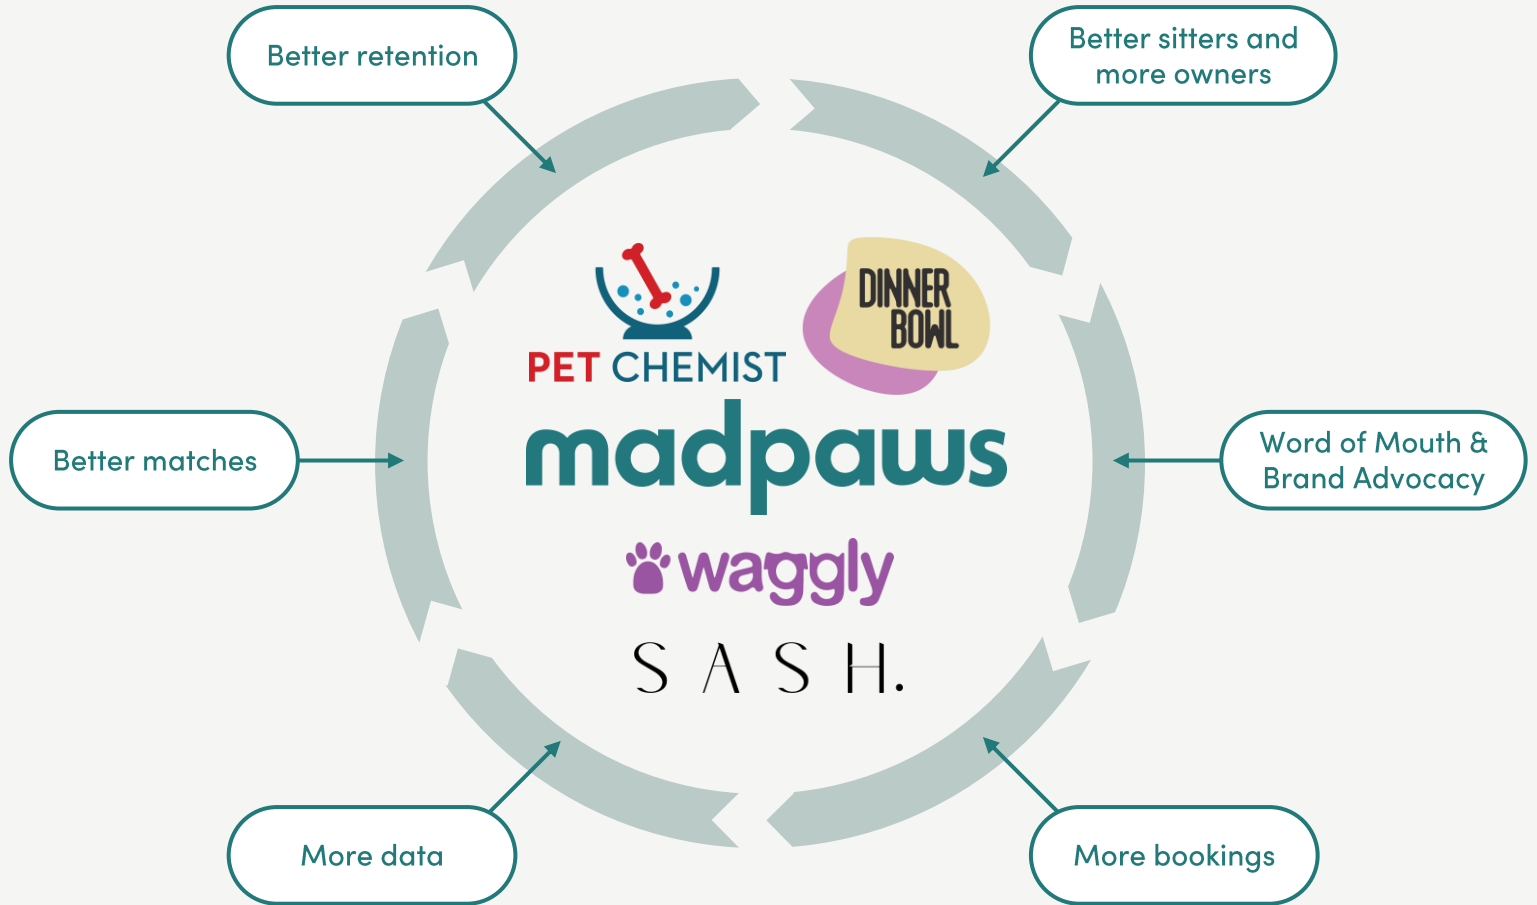 Better retention
Better sitters and
more owners
PET CHEMIST
DINNER
BOWL
madpaws
Better matches
Word of Mouth &
Brand Advocacy
waggly
SASH.
More data
More bookings